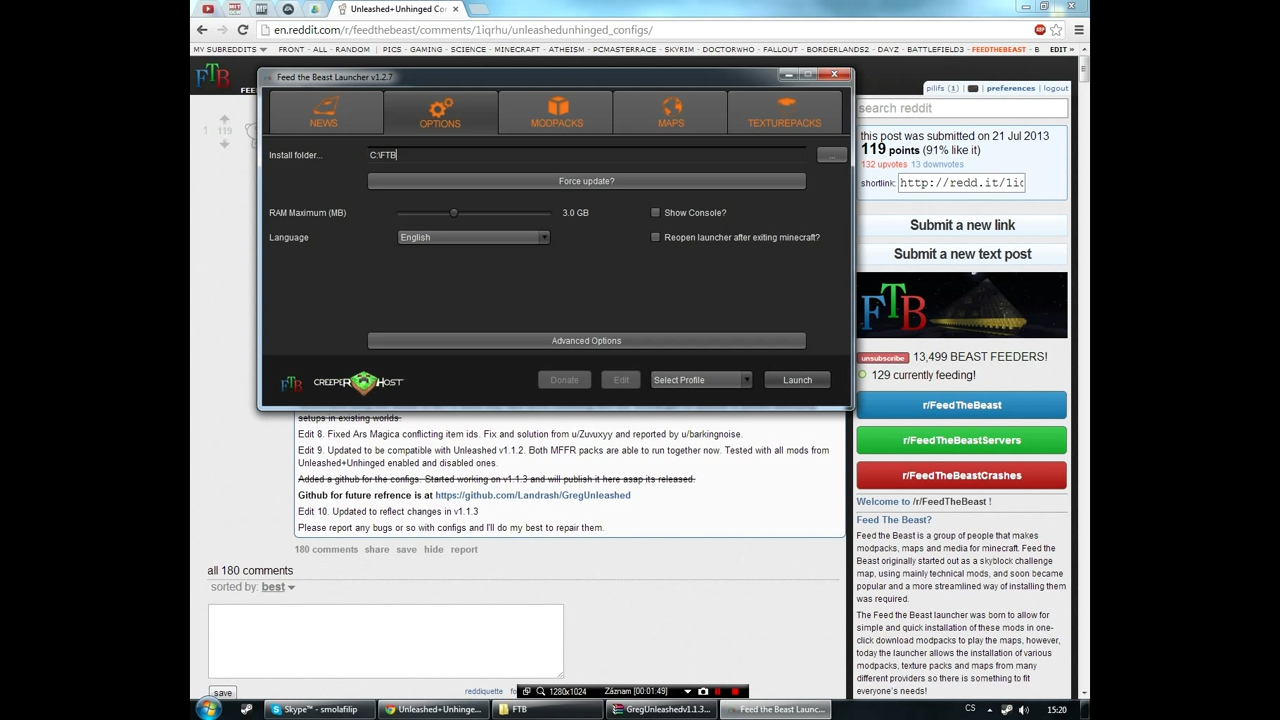 Unleashed+Unhinged Cor
en.reddit.com/r/feedthebeast/comments/1iqrhu/unleashedunhinged_configs/
MY SUBREDDITS FRONT - ALL - RANDOM | PICS - GAMING - SCIENCE - MINECRAFT - ATHEISM - PCMASTERACE - SKYRIM - DOCTORWHO - FALLOUT - BORDERLANDS2 - DAYZ - BATTLEFIELD3 - FEEDTHEBEAST - B EDIT »
FTB
FEE
pilifs (1) | preferences | logout
search reddit
1 119
this post was submitted on 21 Jul 2013
119 points (91% like it)
132 upvotes 13 downvotes
shortlink: http://redd.it/1iq
Submit a new link
Submit a new text post
FTB
unsubscribe 13,499 BEAST FEEDERS!
129 currently feeding!
r/FeedTheBeast
r/FeedTheBeastServers
r/FeedTheBeastCrashes
Welcome to /r/FeedTheBeast !
Feed The Beast?
Feed the Beast is a group of people that makes
modpacks, maps and media for minecraft. Feed the
Beast originally started out as a skyblock challenge
map, using mainly technical mods, and soon became
popular and a more streamlined way of installing them
was required.
The Feed the Beast launcher was born to allow for
simple and quick installation of these mods in one-
click download modpacks to play the maps, however,
today the launcher allows the installation of various
modpacks, texture packs and maps from many
different providers so there is something to fit
everyone's needs!
Feed the Beast Launcher v1.2.7
NEWS
OPTIONS
MODPACKS
MAPS
TEXTUREPACKS
Install folder... C:\FTB ...
Force update?
RAM Maximum (MB) 3.0 GB Show Console?
Language English Reopen launcher after exiting minecraft?
Advanced Options
FTB CREEPERHOST Donate Edit Select Profile Launch
setups in existing worlds.
Edit 8. Fixed Ars Magica conflicting item ids. Fix and solution from u/Zuvuxyy and reported by u/barkingnoise.
Edit 9. Updated to be compatible with Unleashed v1.1.2. Both MFFR packs are able to run together now. Tested with all mods from
Unleashed+Unhinged enabled and disabled ones.
Added a github for the configs. Started working on v1.1.3 and will publish it here asap its released.
Github for future refrence is at https://github.com/Landrash/GregUnleashed
Edit 10. Updated to reflect changes in v1.1.3
Please report any bugs or so with configs and I'll do my best to repair them.
180 comments share save hide report
all 180 comments
sorted by: best
save
reddiquette fo
1280x1024 Záznam [00:01:49]
Skype™ - smolafilip
Unleashed+Unhinge...
FTB
GregUnleashedv1.1.3...
Feed the Beast Launc...
CS
15:20